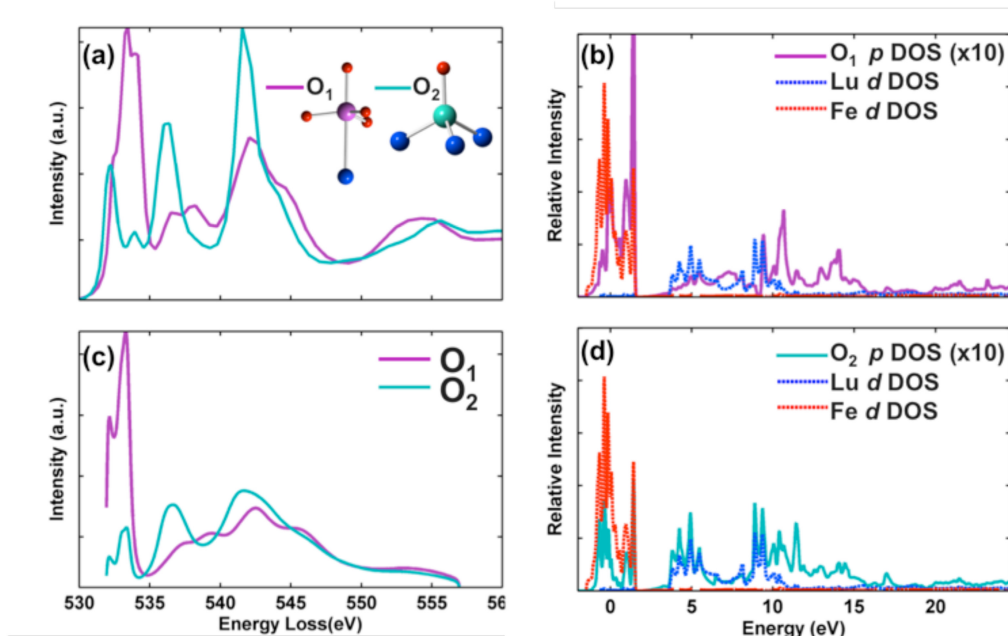 (a)
O1 O2
Intensity (a.u.)
(b)
O1 p DOS (x10)
Lu d DOS
Fe d DOS
Relative Intensity
(c)
O1
O2
Intensity (a.u.)
530 535 540 545 550 555 56
Energy Loss(eV)
(d)
O2 p DOS (x10)
Lu d DOS
Fe d DOS
Relative Intensity
0 5 10 15 20
Energy (eV)